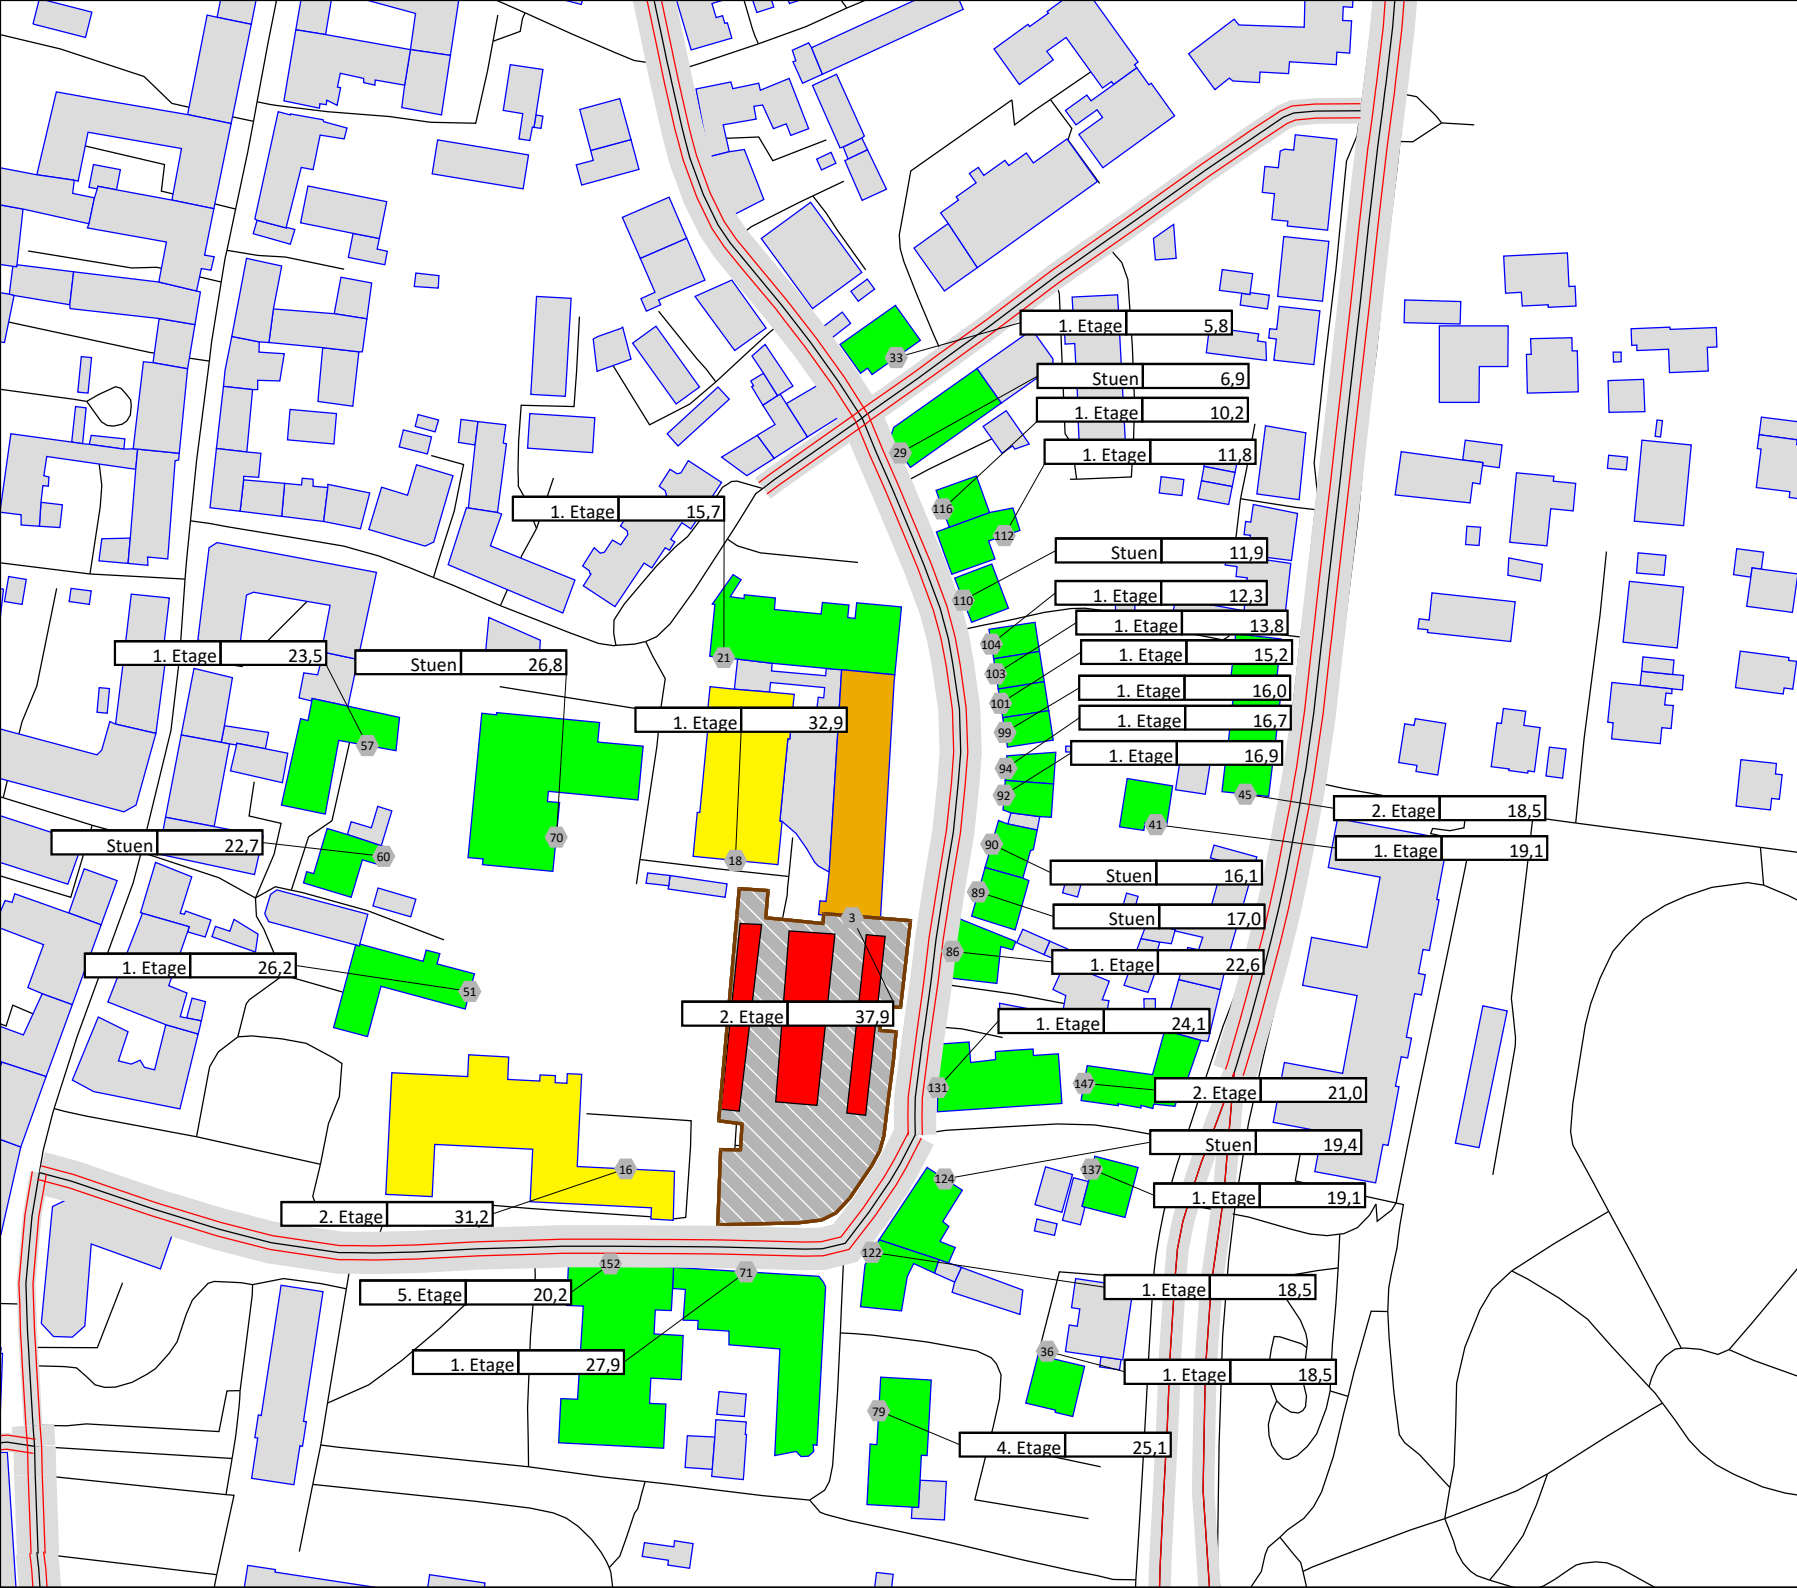 1. Etage 5,8
33
Stuen 6,9
1. Etage 10,2
29
1. Etage 11,8
1. Etage 15,7
116
112
Stuen 11,9
110
1. Etage 12,3
1. Etage 13,8
104
1. Etage 23,5
Stuen 26,8
21
1. Etage 15,2
103
1. Etage 16,0
101
1. Etage 32,9
1. Etage 16,7
99
57
1. Etage 16,9
94
92
45
2. Etage 18,5
41
70
Stuen 22,7
90
1. Etage 19,1
60
18
Stuen 16,1
89
3
Stuen 17,0
86
1. Etage 26,2
1. Etage 22,6
51
2. Etage 37,9
1. Etage 24,1
131
147
2. Etage 21,0
Stuen 19,4
16
137
124
1. Etage 19,1
2. Etage 31,2
122
152
71
1. Etage 18,5
5. Etage 20,2
36
1. Etage 27,9
1. Etage 18,5
79
4. Etage 25,1